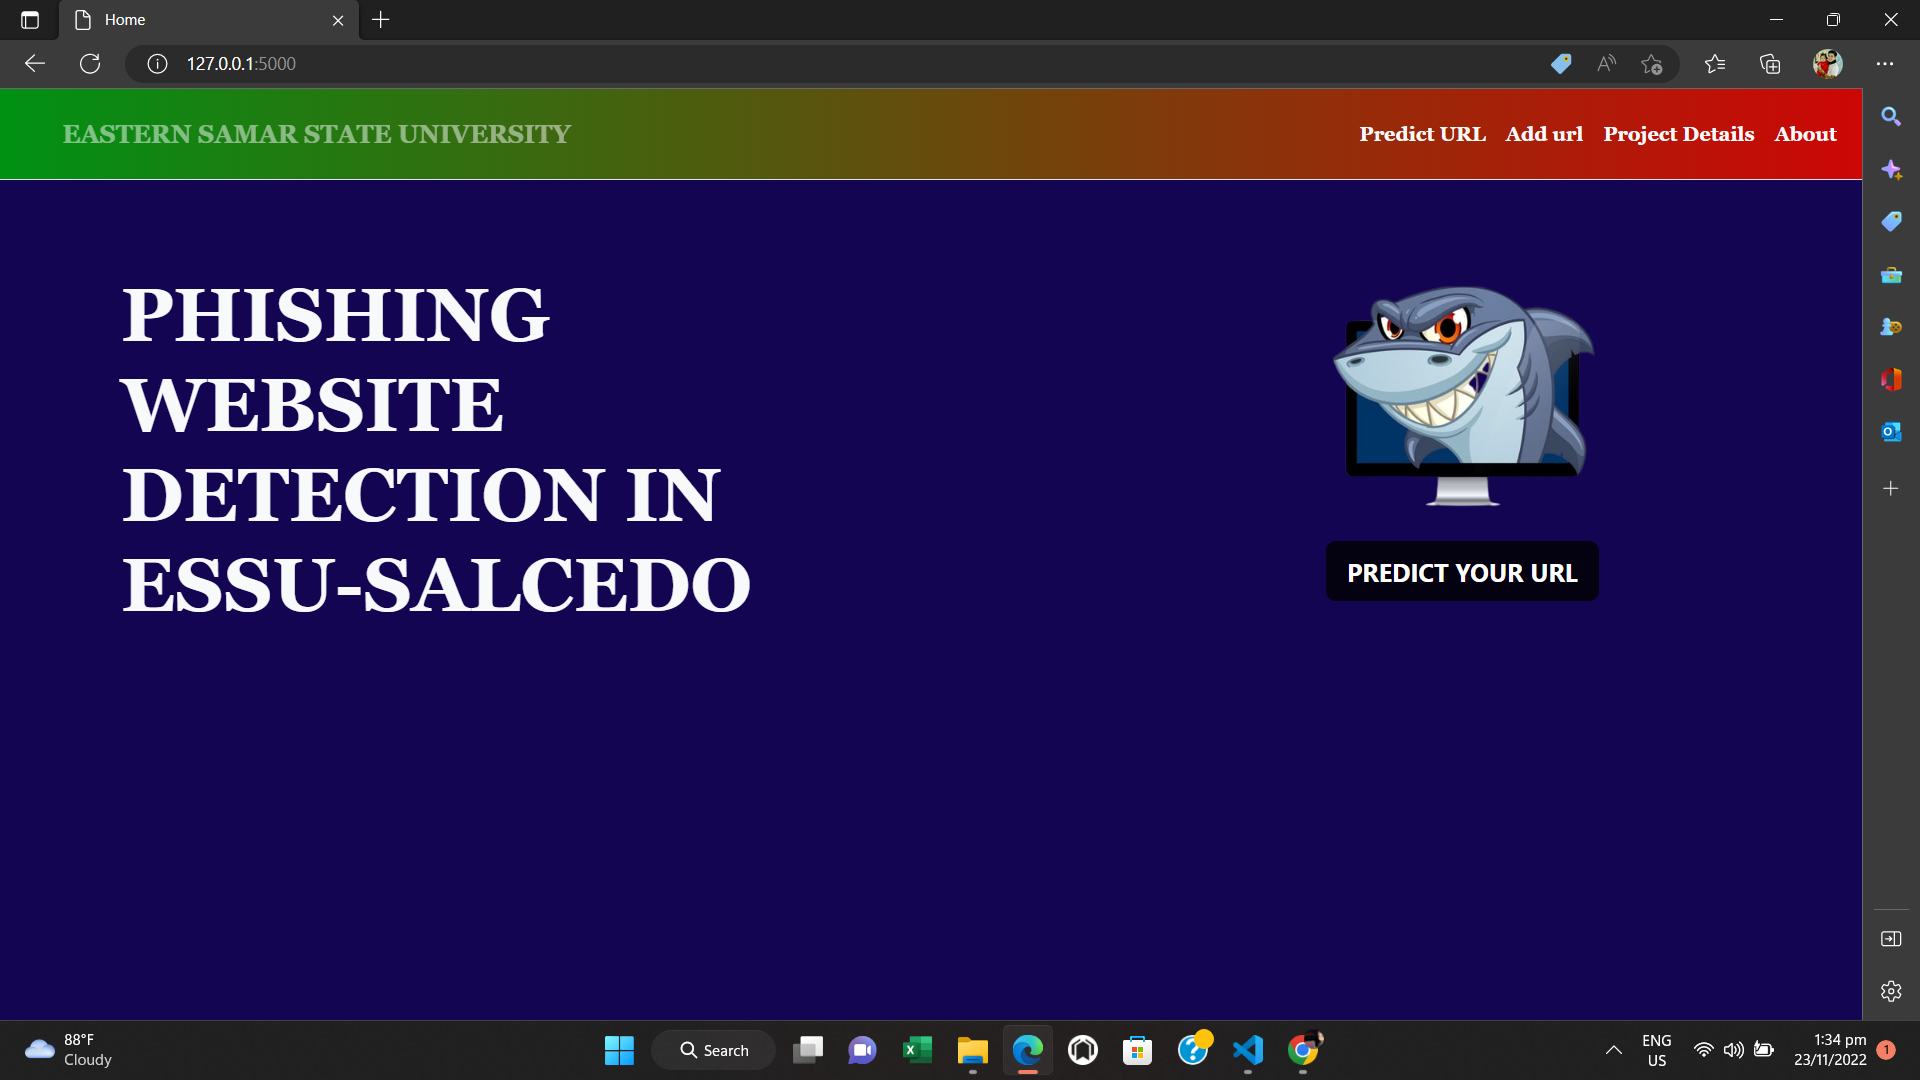 Home
127.0.0.1:5000
EASTERN SAMAR STATE UNIVERSITY
Predict URL Add url Project Details About
PHISHING
WEBSITE
DETECTION IN
ESSU-SALCEDO
PREDICT YOUR URL
88°F
Cloudy
Search
ENG
US
1:34 pm
23/11/2022
1